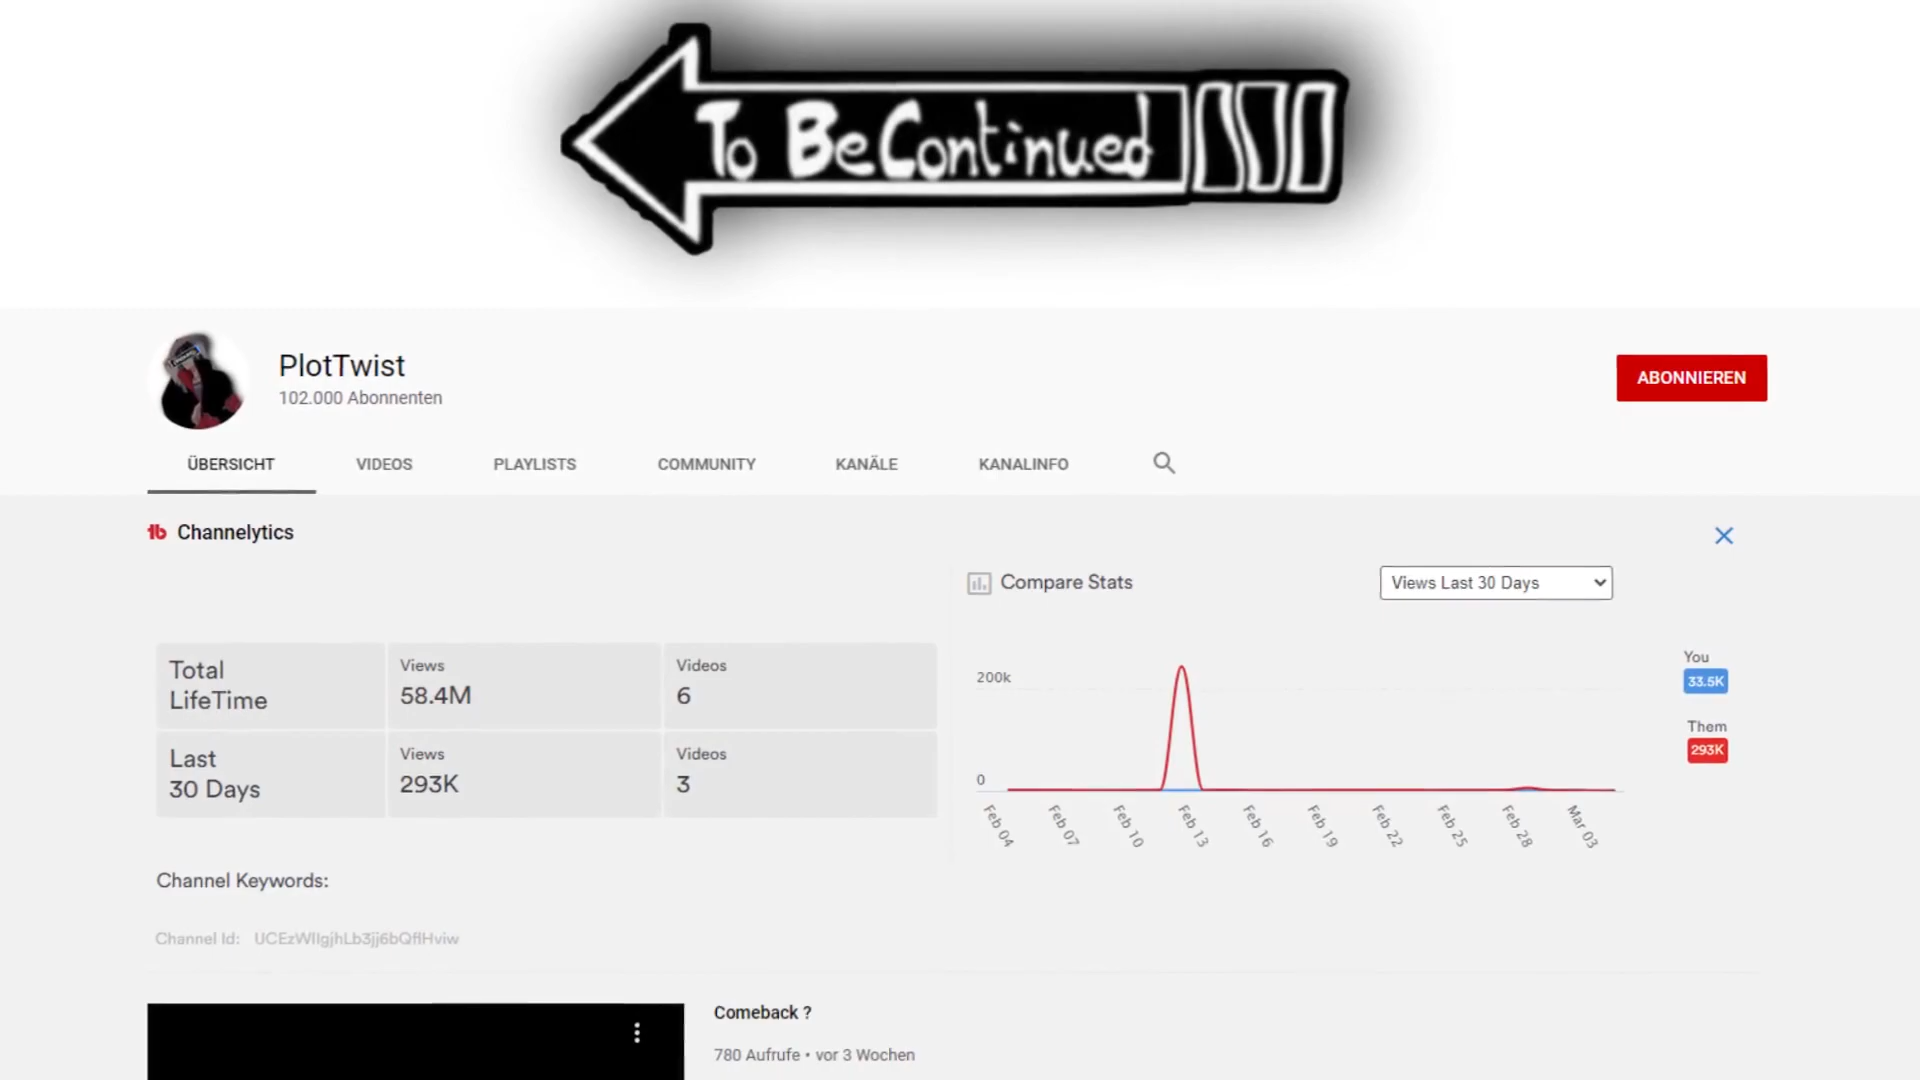 To Be Continued
PlotTwist
102.000 Abonnenten
ABONNIEREN
ÜBERSICHT
VIDEOS
PLAYLISTS
COMMUNITY
KANÄLE
KANALINFO
tb Channelytics
Compare Stats
Views Last 30 Days
Total
LifeTime
Views
58.4M
Videos
6
Last
30 Days
Views
293K
Videos
3
200k
0
Feb 04
Feb 07
Feb 10
Feb 13
Feb 16
Feb 19
Feb 22
Feb 25
Feb 28
Mar 03
You
33.5K
Them
293K
Channel Keywords:
Channel Id:
Comeback ?
780 Aufrufe • vor 3 Wochen